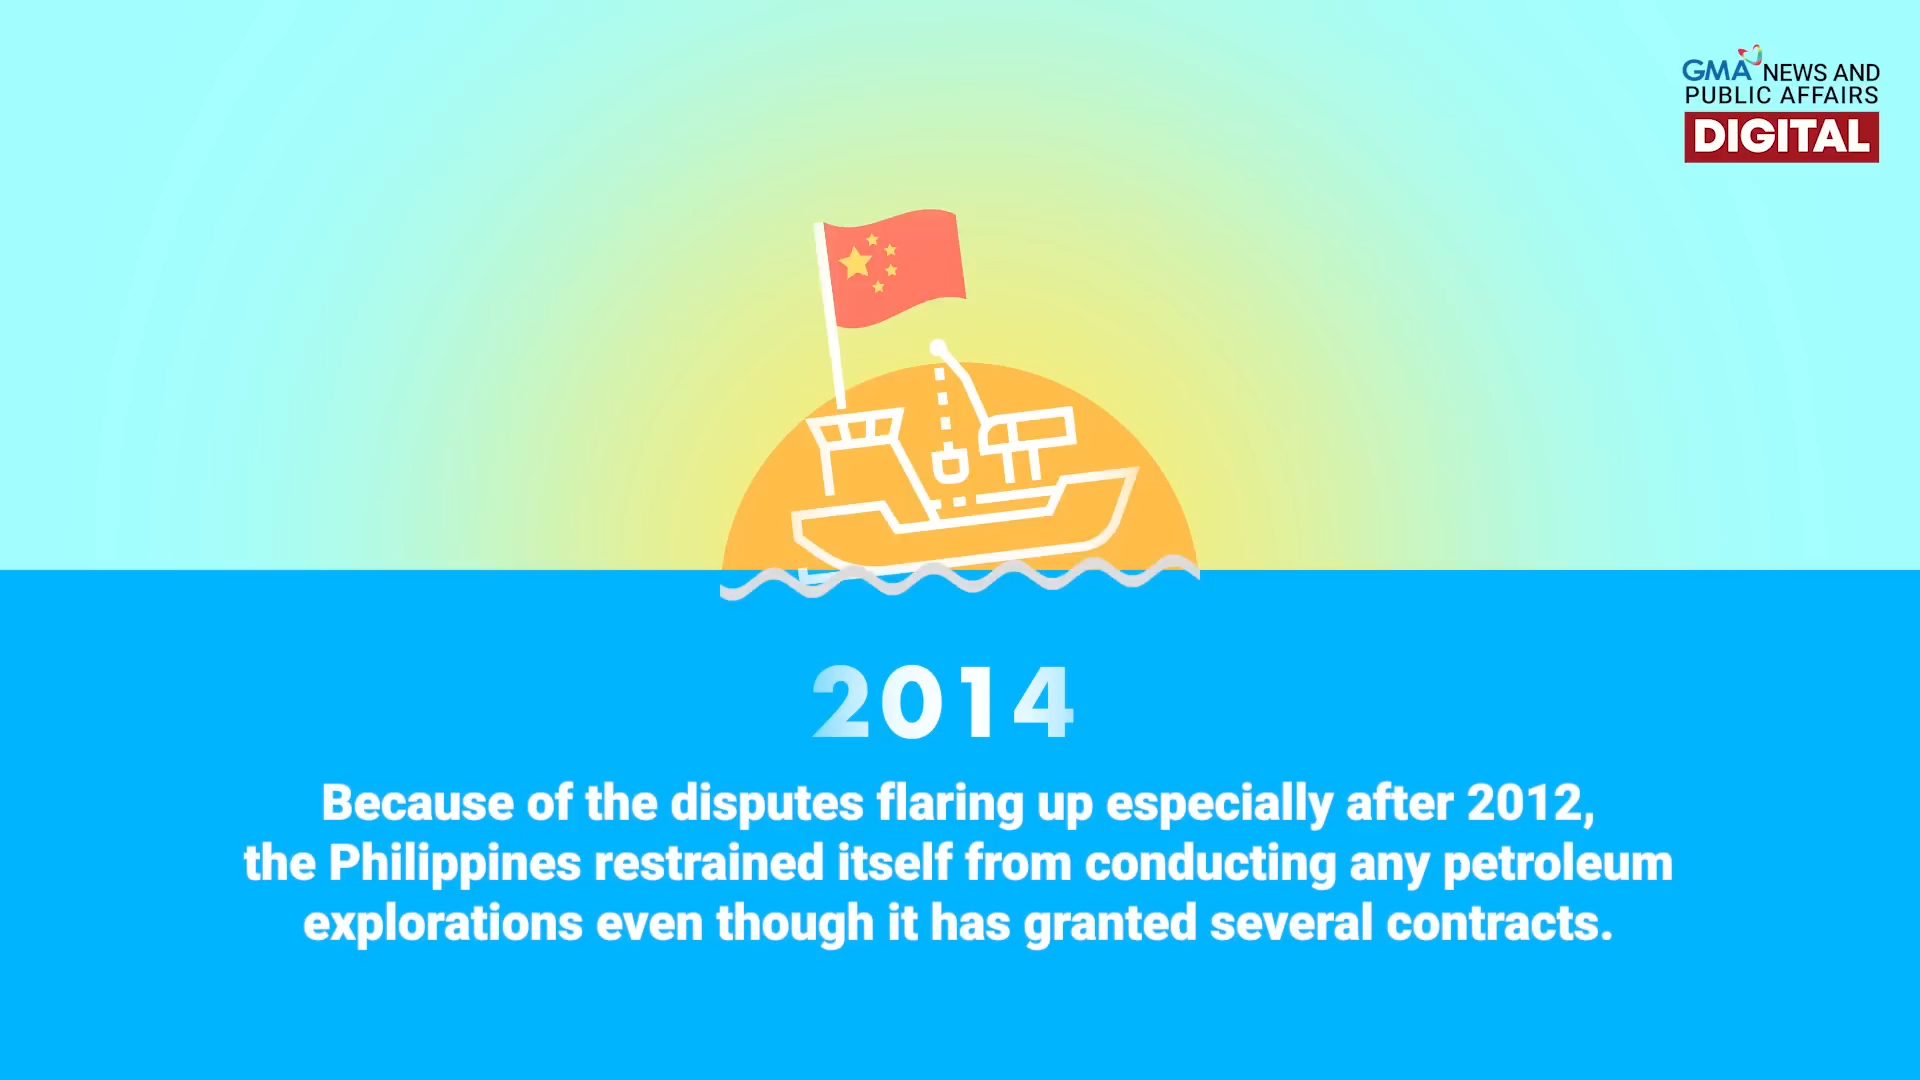 GMA NEWS AND
PUBLIC AFFAIRS
DIGITAL
2014
Because of the disputes flaring up especially after 2012,
the Philippines restrained itself from conducting any petroleum
explorations even though it has granted several contracts.